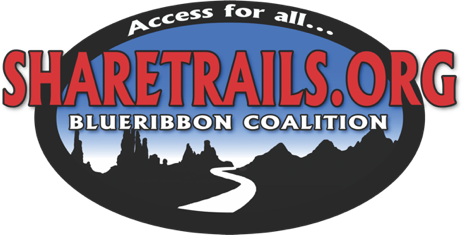 Access for all...
SHARETRAILS.ORG
BLUERIBBON COALITION